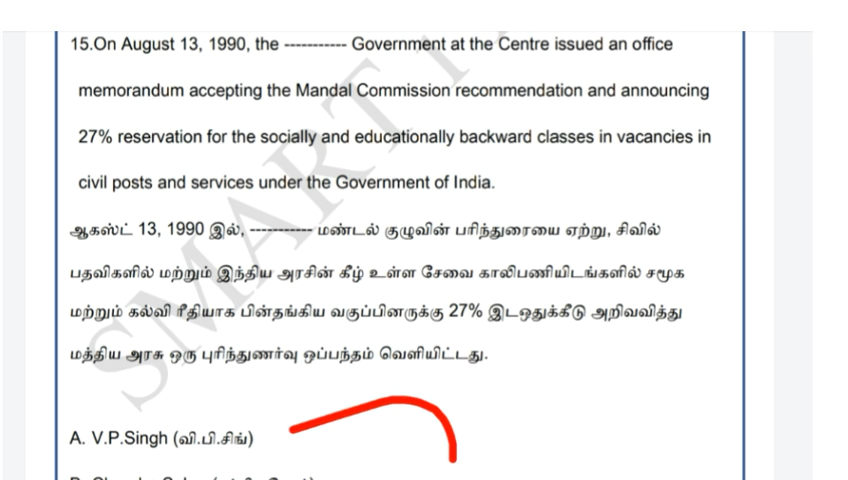 15.On August 13, 1990, the ----------- Government at the Centre issued an office
memorandum accepting the Mandal Commission recommendation and announcing
27% reservation for the socially and educationally backward classes in vacancies in
civil posts and services under the Government of India.
ஆகஸ்ட் 13, 1990 இல், ----------- மண்டல் குழுவின் பரிந்துரையை ஏற்று, சிவில்
பதவிகளில் மற்றும் இந்திய அரசின் கீழ் உள்ள சேவை காலிபணியிடங்களில் சமூக
மற்றும் கல்வி ரீதியாக பின்தங்கிய வகுப்பினருக்கு 27% இடஒதுக்கீடு அறிவவித்து
மத்திய அரசு ஒரு புரிந்துணர்வு ஒப்பந்தம் வெளியிட்டது.
A. V.P.Singh (வி.பி.சிங்)
SMART